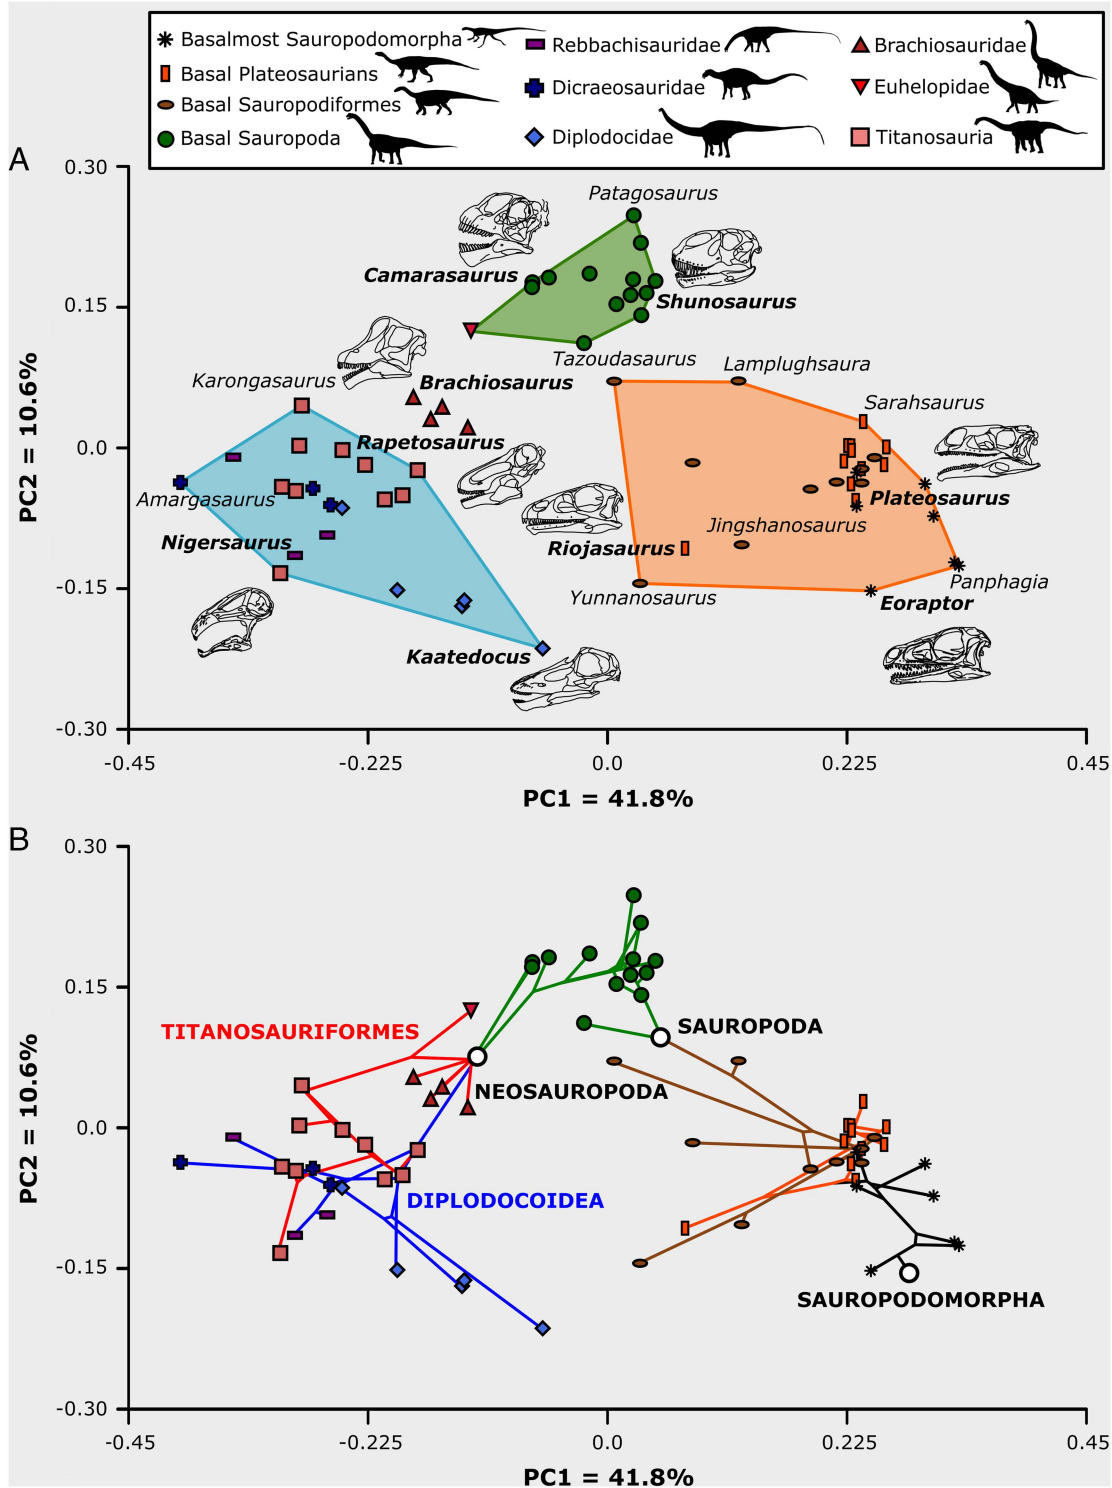 Basalmost Sauropodomorpha
Basal Plateosaurians
Basal Sauropodiformes
Basal Sauropoda
Rebbachisauridae
Dicraeosauridae
Diplodocidae
Brachiosauridae
Euhelopidae
Titanosauria
A
0.30
0.15
0.0
-0.15
-0.30
PC2 = 10.6%
Patagosaurus
Camarasaurus
Shunosaurus
Tazoudasaurus
Lamplughsaura
Karongasaurus
Brachiosaurus
Sarahsaurus
Rapetosaurus
Amargasaurus
Plateosaurus
Jingshanosaurus
Nigersaurus
Riojasaurus
Panphagia
Yunnanosaurus
Eoraptor
Kaatedocus
-0.45
-0.225
0.0
0.225
0.45
PC1 = 41.8%
B
0.30
0.15
0.0
-0.15
-0.30
PC2 = 10.6%
TITANOSAURIFORMES
SAUROPODA
NEOSAUROPODA
DIPLODOCOIDEA
SAUROPODOMORPHA
-0.45
-0.225
0.0
0.225
0.45
PC1 = 41.8%